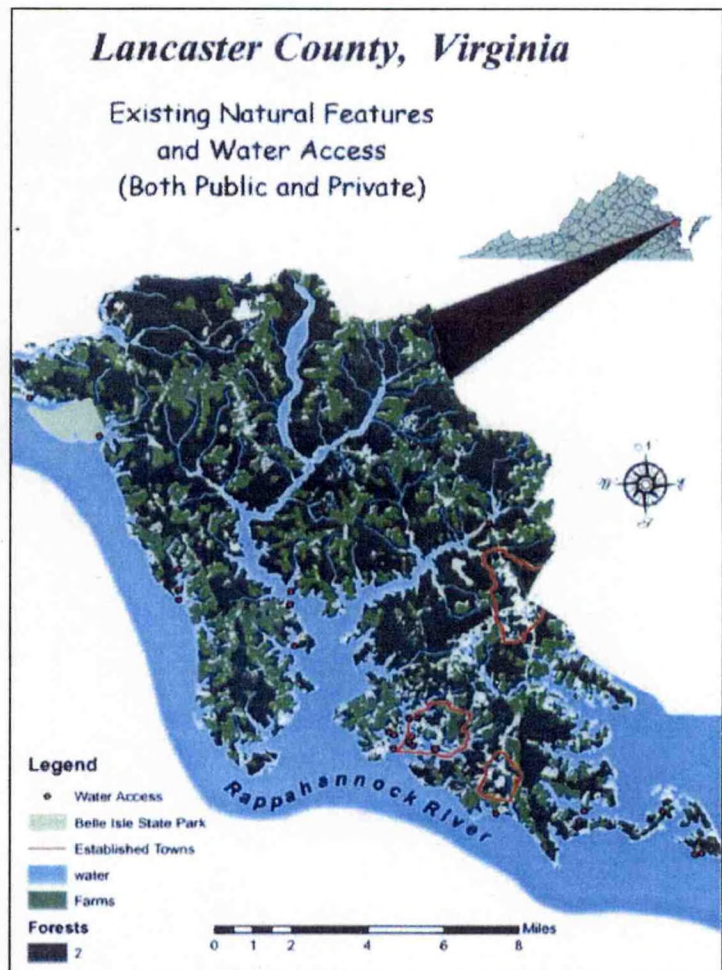 Lancaster County, Virginia
Existing Natural Features
and Water Access
(Both Public and Private)
N
W
E
S
Rappahannock River
Legend
Water Access
Belle Isle State Park
Established Towns
water
Farms
Forests
2
Miles
0 1 2 4 6 8